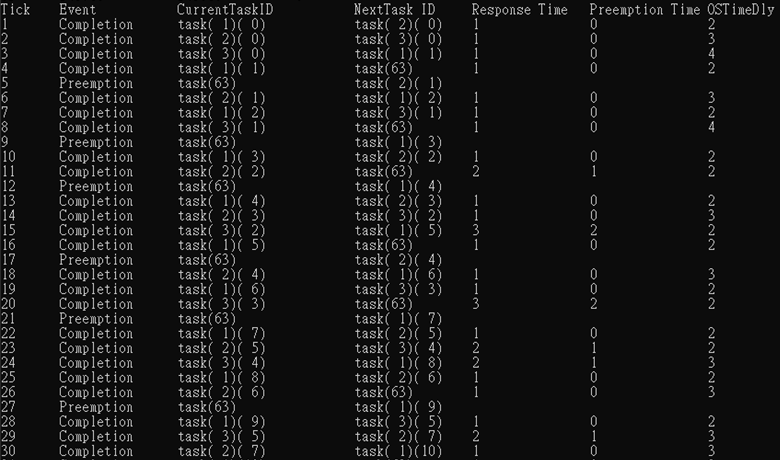 Tick Event CurrentTaskID NextTask ID Response Time Preemption Time OSTimeDly
1 Completion task( 1)( 0) task( 2)( 0) 1 0 2
2 Completion task( 2)( 0) task( 3)( 0) 1 0 3
3 Completion task( 3)( 0) task( 1)( 1) 1 0 4
4 Completion task( 1)( 1) task(63) 1 0 2
5 Preemption task(63) task( 2)( 1)
6 Completion task( 2)( 1) task( 1)( 2) 1 0 3
7 Completion task( 1)( 2) task( 3)( 1) 1 0 2
8 Completion task( 3)( 1) task(63) 1 0 4
9 Preemption task(63) task( 1)( 3)
10 Completion task( 1)( 3) task( 2)( 2) 1 0 2
11 Completion task( 2)( 2) task(63) 2 1 2
12 Preemption task(63) task( 1)( 4)
13 Completion task( 1)( 4) task( 2)( 3) 1 0 2
14 Completion task( 2)( 3) task( 3)( 2) 1 0 3
15 Completion task( 3)( 2) task( 1)( 5) 3 2 2
16 Completion task( 1)( 5) task(63) 1 0 2
17 Preemption task(63) task( 2)( 4)
18 Completion task( 2)( 4) task( 1)( 6) 1 0 3
19 Completion task( 1)( 6) task( 3)( 3) 1 0 2
20 Completion task( 3)( 3) task(63) 3 2 2
21 Preemption task(63) task( 1)( 7)
22 Completion task( 1)( 7) task( 2)( 5) 1 0 2
23 Completion task( 2)( 5) task( 3)( 4) 2 1 2
24 Completion task( 3)( 4) task( 1)( 8) 2 1 3
25 Completion task( 1)( 8) task( 2)( 6) 1 0 2
26 Completion task( 2)( 6) task(63) 1 0 3
27 Preemption task(63) task( 1)( 9)
28 Completion task( 1)( 9) task( 3)( 5) 1 0 2
29 Completion task( 3)( 5) task( 2)( 7) 2 1 3
30 Completion task( 2)( 7) task( 1)(10) 1 0 3